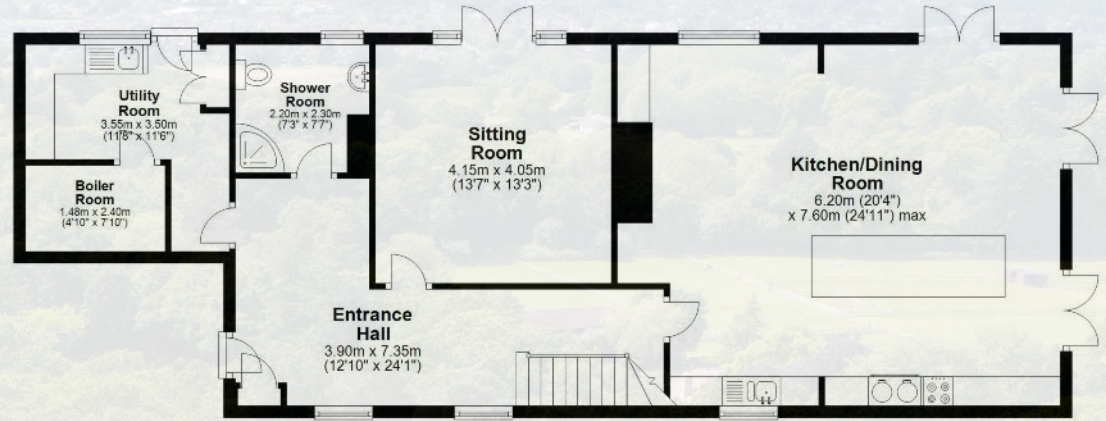 Utility
Room
3.55m x 3.50m
(11'8" x 11'6")
Shower
Room
2.20m x 2.30m
(7'3" x 7'7")
Sitting
Room
4.15m x 4.05m
(13'7" x 13'3")
Kitchen/Dining
Room
6.20m (20'4")
x 7.60m (24'11") max
Boiler
Room
1.48m x 2.40m
(4'10" x 7'10")
Entrance
Hall
3.90m x 7.35m
(12'10" x 24'1")